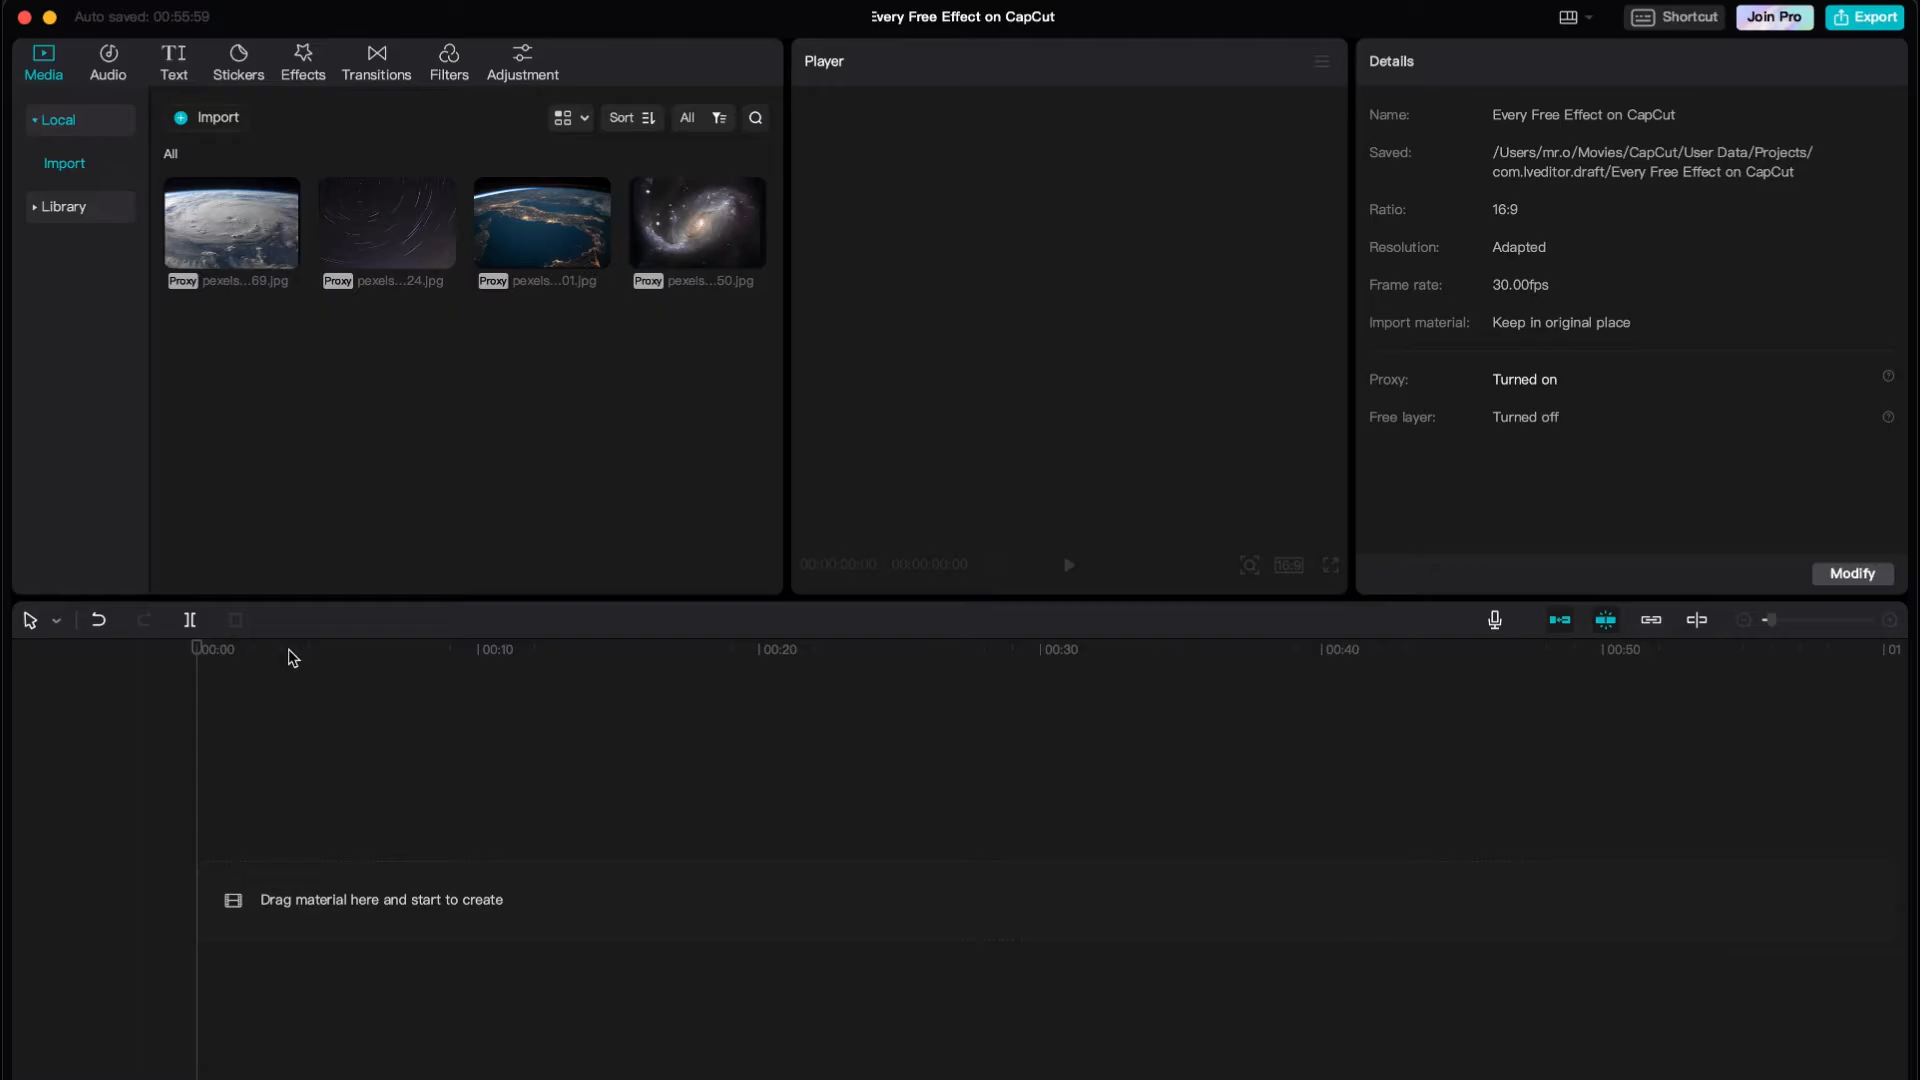 Auto saved: 00:55:59
Every Free Effect on CapCut
Shortcut
Join Pro
Export
Media
Audio
TI
Text
Stickers
Effects
Transitions
Filters
Adjustment
Local
Import
Library
Import
Sort
All
All
Proxy pexels...69.jpg
Proxy pexels...24.jpg
Proxy pexels...01.jpg
Proxy pexels...50.jpg
Player
00:00:00:00 00:00:00:00
16:9
Details
Name: Every Free Effect on CapCut
Saved: /Users/mr.o/Movies/CapCut/User Data/Projects/
com.lveditor.draft/Every Free Effect on CapCut
Ratio: 16:9
Resolution: Adapted
Frame rate: 30.00fps
Import material: Keep in original place
Proxy: Turned on
Free layer: Turned off
Modify
00:00 00:10 00:20 00:30 00:40 00:50 01
Drag material here and start to create